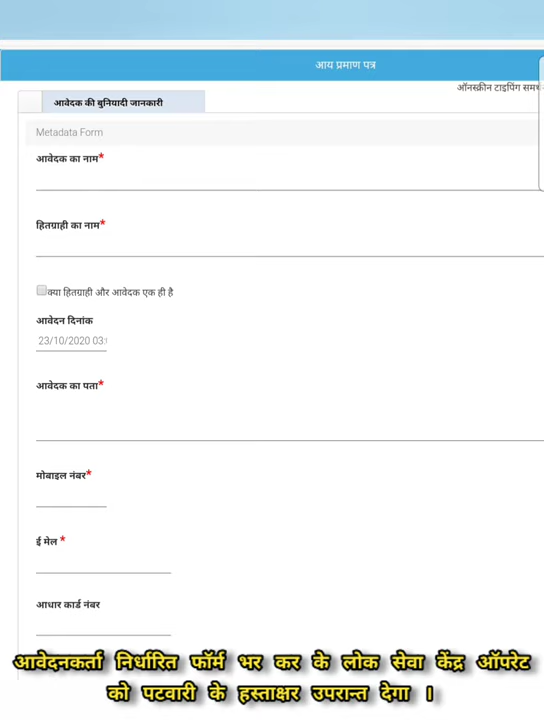 आय प्रमाण पत्र
ऑनस्क्रीन टाइपिंग
आवेदक की बुनियादी जानकारी
Metadata Form
आवेदक का नाम*
हितग्राही का नाम*
क्या हितग्राही और आवेदक एक ही है
आवेदन दिनांक
23/10/2020 03:
आवेदक का पता*
मोबाइल नंबर*
ई मेल *
आधार कार्ड नंबर
आवेदनकर्ता निर्धारित फॉर्म भर कर के लोक सेवा केंद्र ऑपरेट
को पटवारी के हस्ताक्षर उपरान्त देगा ।